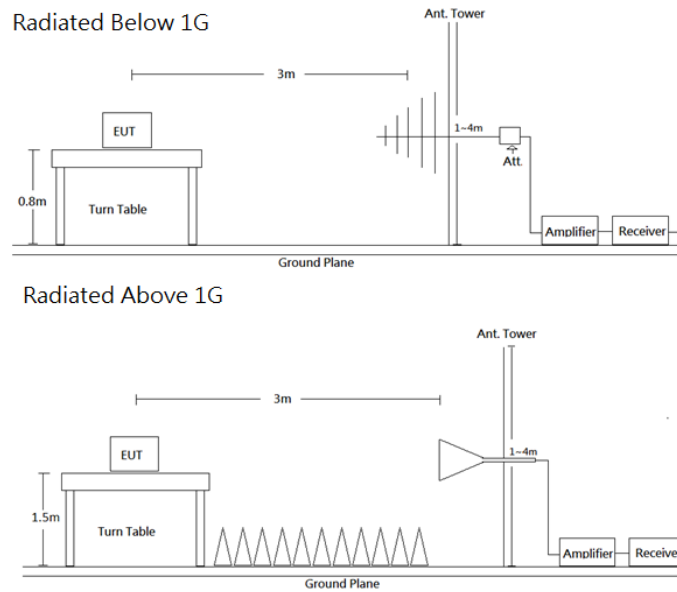 Radiated Below 1G
Ant. Tower
3m
EUT
1~4m
Att.
0.8m
Turn Table
Amplifier
Receiver
Ground Plane
Radiated Above 1G
Ant. Tower
3m
EUT
1~4m
1.5m
Turn Table
Amplifier
Receive
Ground Plane